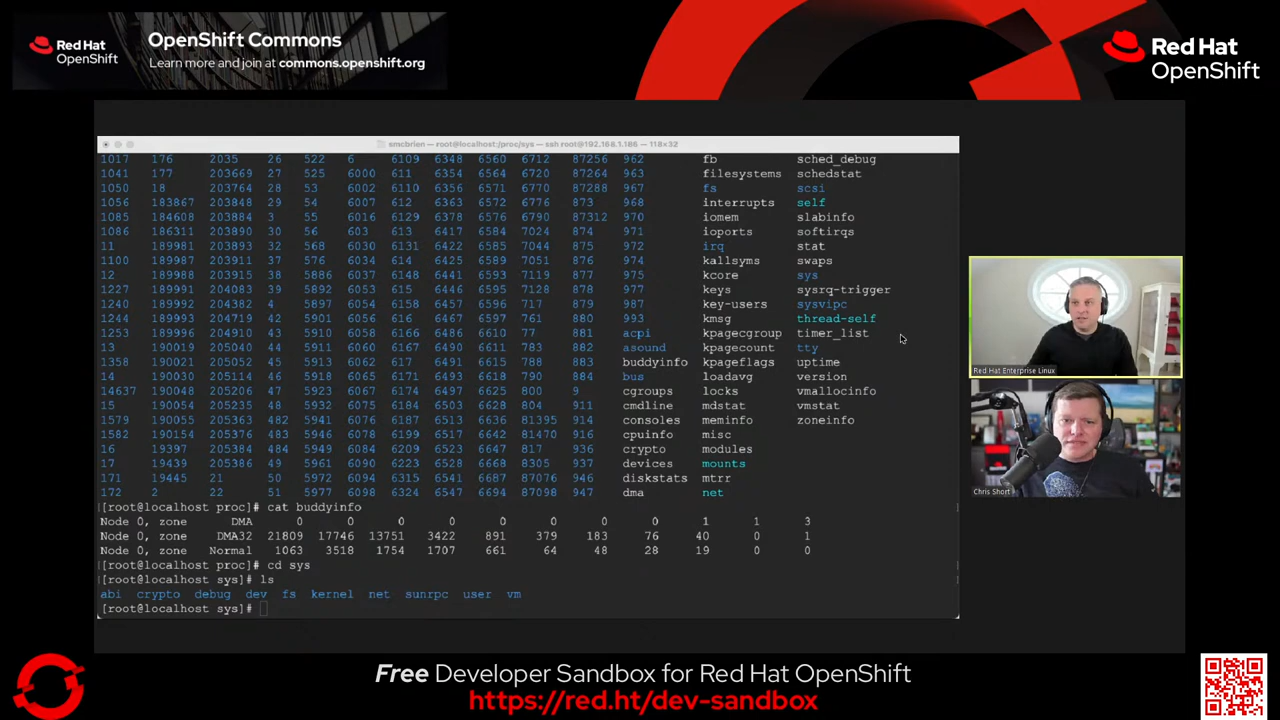 Red Hat
OpenShift
OpenShift Commons
Learn more and join at commons.openshift.org
Red Hat
OpenShift
smcbrien — root@localhost:/proc/sys — ssh root@192.168.1.186 — 118×32
1017 176 2035 26 522 6 6109 6348 6560 6712 87256 962 fb sched_debug
1041 177 203669 27 525 6000 611 6354 6564 6720 87264 963 filesystems schedstat
1050 18 203764 28 53 6002 6110 6356 6571 6770 87288 967 fs scsi
1056 183867 203848 29 54 6007 612 6363 6572 6776 873 968 interrupts self
1085 184608 203884 3 55 6016 6129 6378 6576 6790 87312 970 iomem slabinfo
1086 186311 203890 30 56 603 613 6417 6584 7024 874 971 ioports softirqs
11 189981 203893 32 568 6030 6131 6422 6585 7044 875 972 irq stat
1100 189987 203911 37 576 6034 614 6425 6589 7051 876 974 kallsyms swaps
12 189988 203915 38 5886 6037 6148 6441 6593 7119 877 975 kcore sys
1227 189991 204083 39 5892 6039 615 6446 6595 7128 878 977 keys sysrq-trigger
1240 189992 204382 4 5897 6054 6158 6457 6596 717 879 987 key-users sysvipc
1244 189993 204719 42 5901 6056 6160 6467 6597 761 880 993 kmsg thread-self
1253 189996 204910 43 5910 6056 6166 6486 6610 77 881 acpi kpagecgroup timer_list
13 190019 205040 44 5911 6060 6167 6490 6611 783 882 asound kpagecount tty
1358 190021 205052 45 5913 6062 617 6491 6615 788 883 buddyinfo kpageflags uptime
14 190030 205114 46 5918 6065 6171 6493 6618 790 884 bus loadavg version
14637 190048 205206 47 5923 6067 6174 6497 6625 800 9 cgroups locks vmallocinfo
15 190054 205235 48 5932 6075 6184 6503 6628 804 911 cmdline mdstat vmstat
1579 190055 205363 482 5941 6076 6187 6513 6636 81395 914 consoles meminfo zoneinfo
1582 190154 205376 483 5946 6078 6199 6517 6642 81470 916 cpuinfo misc
16 19397 205384 484 5949 6084 6209 6523 6647 817 936 crypto modules
17 19439 205386 49 5961 6090 6223 6528 6668 8305 937 devices mounts
171 19445 21 50 5972 6094 6315 6541 6687 87076 946 diskstats mtrr
172 2 22 51 5977 6098 6324 6547 6694 87098 947 dma net
[root@localhost proc]# cat buddyinfo
Node 0, zone DMA 0 0 0 0 0 0 0 0 1 1 3
Node 0, zone DMA32 21809 17746 13751 3422 891 379 183 76 40 0 1
Node 0, zone Normal 1063 3518 1754 1707 661 64 48 28 19 0 0
[root@localhost proc]# cd sys
[root@localhost sys]# ls
abi crypto debug dev fs kernel net sunrpc user vm
[root@localhost sys]#
Red Hat Enterprise Linux
Chris Short
Free Developer Sandbox for Red Hat OpenShift
https://red.ht/dev-sandbox